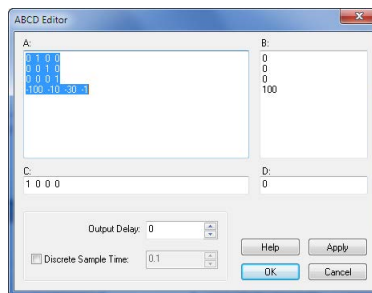 ABCD Editor
A:
0 1 0 0
0 0 1 0
0 0 0 1
-100 -10 -30 -1
B:
0
0
0
100
C:
1 0 0 0
D:
0
Output Delay: 0
Discrete Sample Time: 0.1
Help
Apply
OK
Cancel